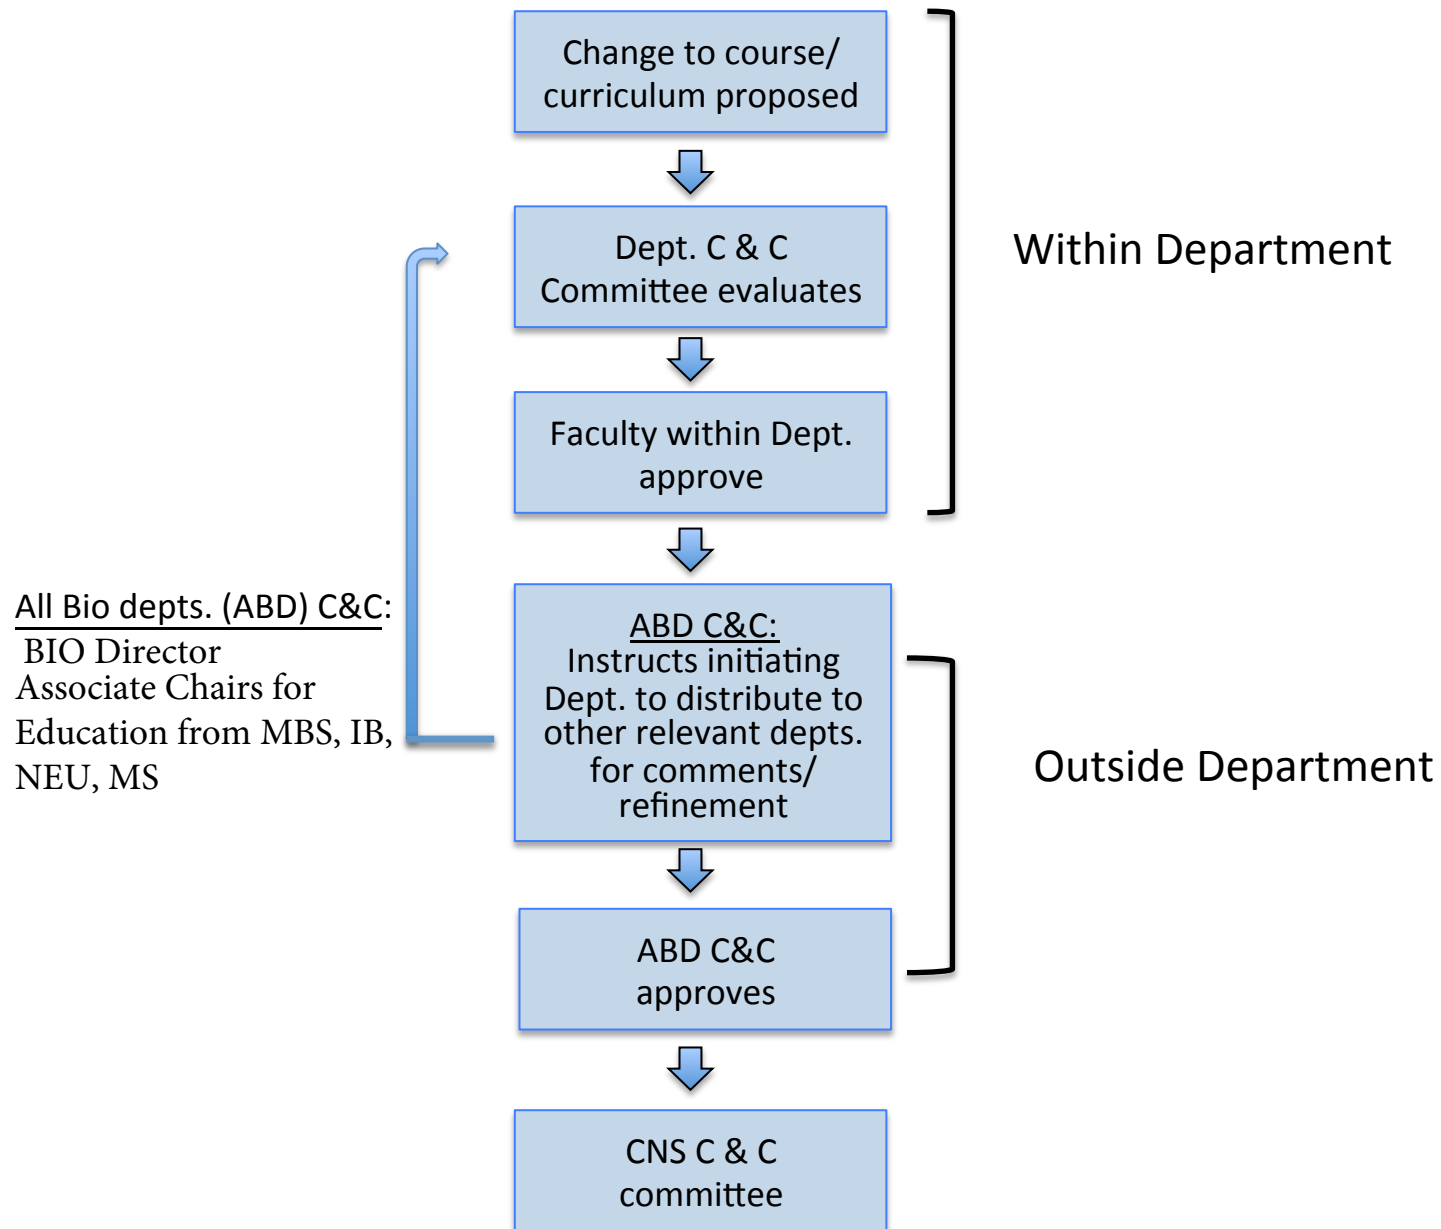 Change to course/
curriculum proposed
Dept. C & C
Committee evaluates
Within Department
Faculty within Dept.
approve
All Bio depts. (ABD) C&C:
BIO Director
Associate Chairs for
Education from MBS, IB,
NEU, MS
ABD C&C:
Instructs initiating
Dept. to distribute to
other relevant depts.
for comments/
refinement
Outside Department
ABD C&C
approves
CNS C & C
committee